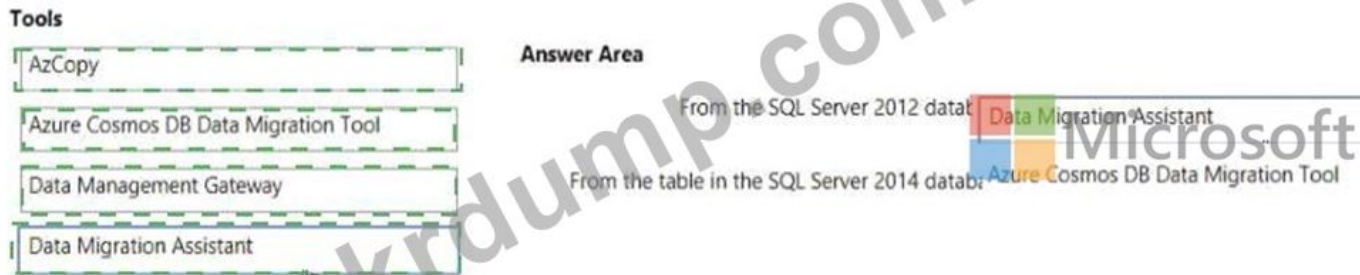 Tools
AzCopy
Azure Cosmos DB Data Migration Tool
Data Management Gateway
Data Migration Assistant
Answer Area
From the SQL Server 2012 datab Data Migration Assistant
From the table in the SQL Server 2014 datab Azure Cosmos DB Data Migration Tool
Microsoft
krdump.com